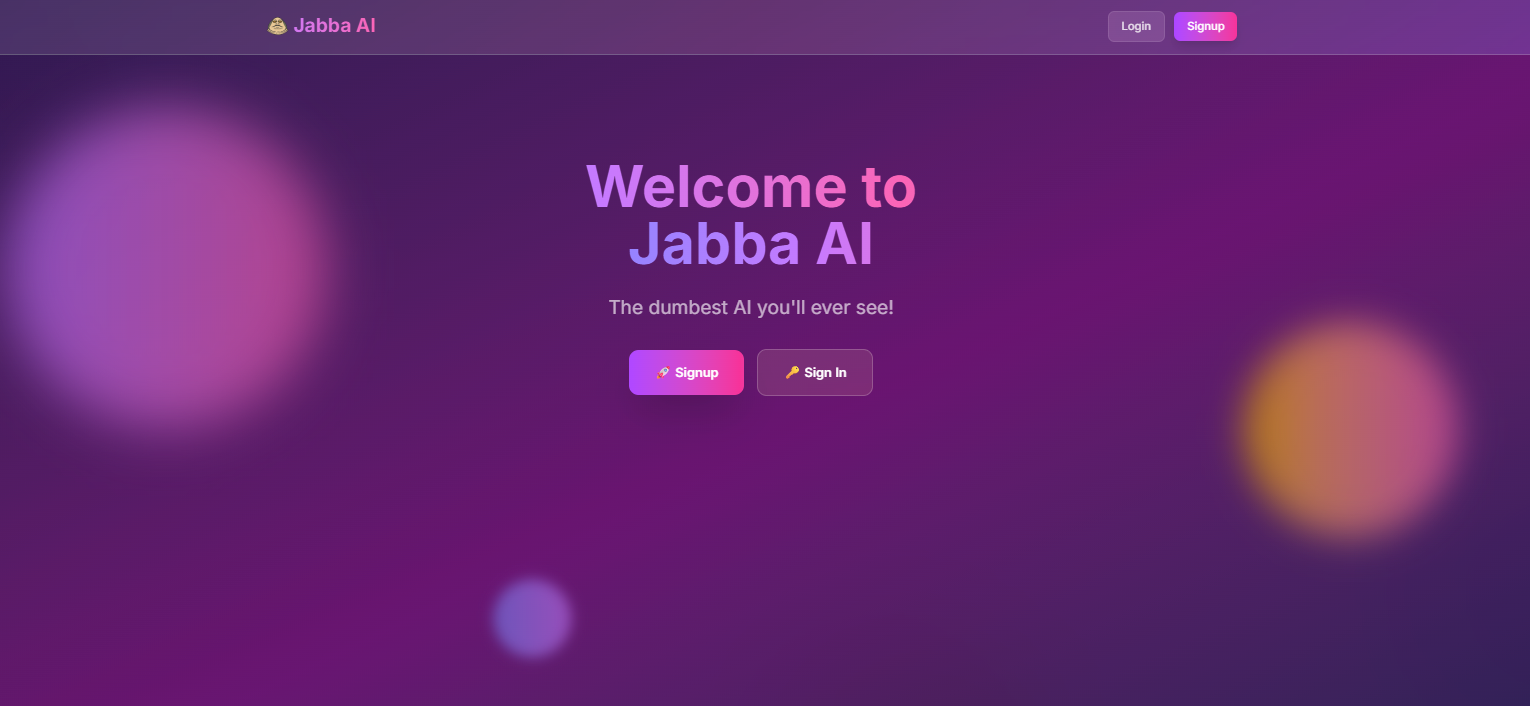 Jabba AI
Login
Signup
Welcome to
Jabba AI
The dumbest AI you'll ever see!
🚀 Signup
🔑 Sign In